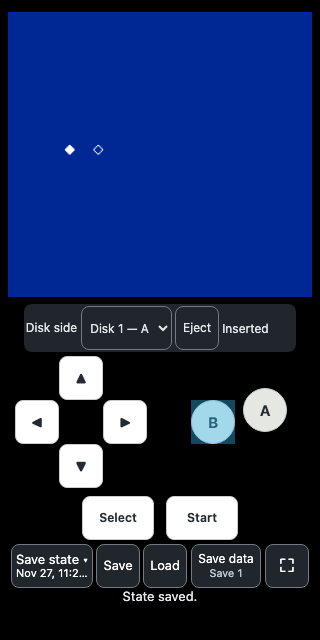 Disk side Disk 1 — A Eject Inserted
B A
Select Start
Save state Save Load Save data
Nov 27, 11:2... Save 1
State saved.